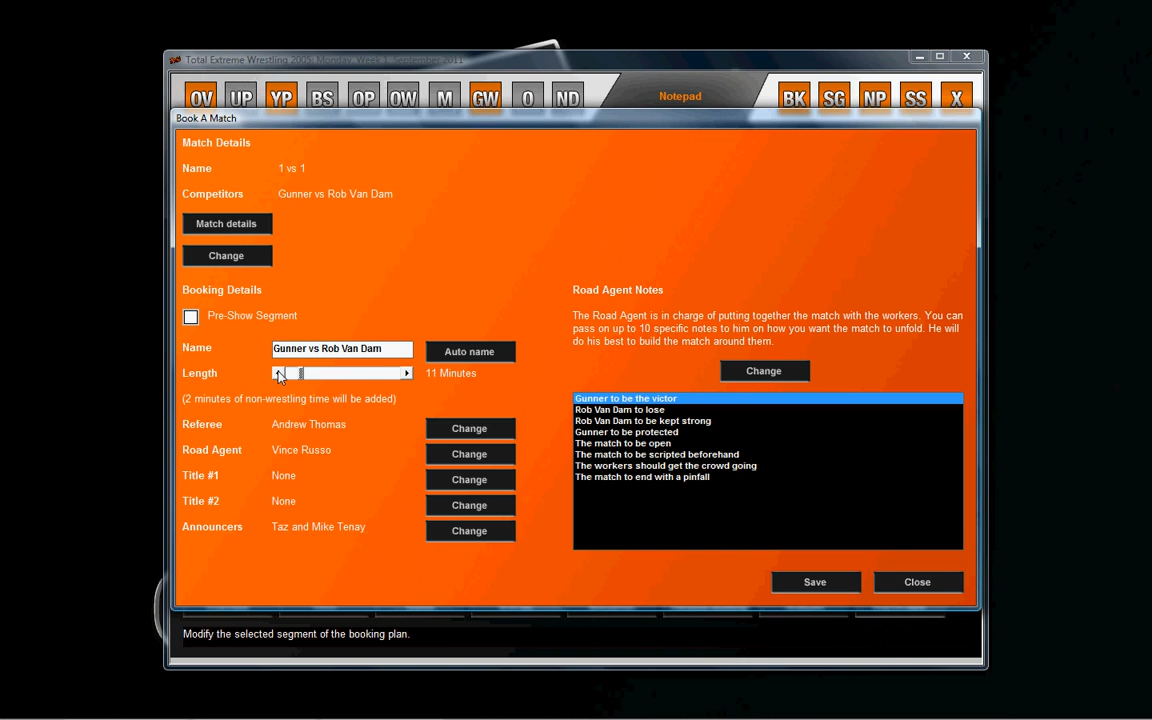 Total Extreme Wrestling 2005: Monday, Week 1, September 2011
OV UP YP BS OP OW M GW O ND Notepad BK SG NP SS X
Book A Match
Match Details
Name 1 vs 1
Competitors Gunner vs Rob Van Dam
Match details
Change
Booking Details
Pre-Show Segment
Name Gunner vs Rob Van Dam Auto name
Length 11 Minutes
(2 minutes of non-wrestling time will be added)
Referee Andrew Thomas Change
Road Agent Vince Russo Change
Title #1 None Change
Title #2 None Change
Announcers Taz and Mike Tenay Change
Road Agent Notes
The Road Agent is in charge of putting together the match with the workers. You can
pass on up to 10 specific notes to him on how you want the match to unfold. He will
do his best to build the match around them.
Change
Gunner to be the victor
Rob Van Dam to lose
Rob Van Dam to be kept strong
Gunner to be protected
The match to be open
The match to be scripted beforehand
The workers should get the crowd going
The match to end with a pinfall
Save Close
Modify the selected segment of the booking plan.